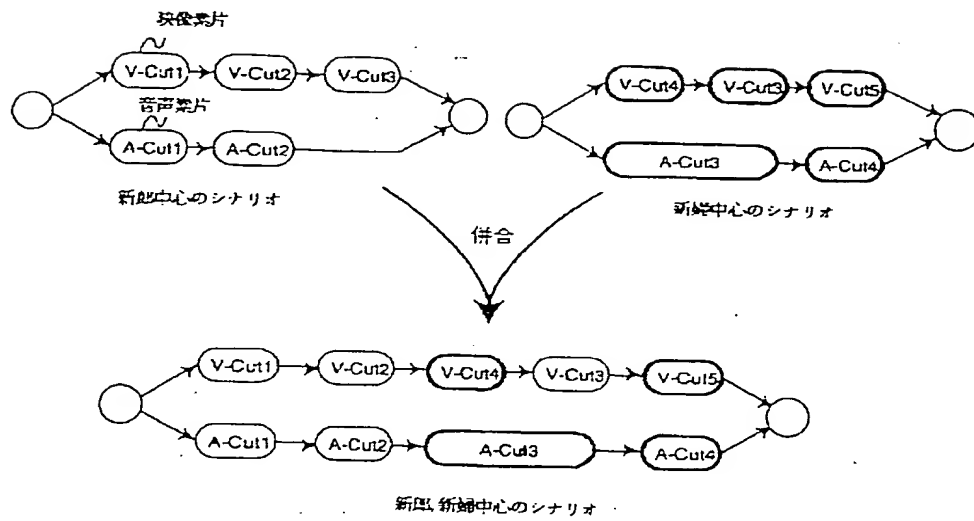 映像素片
V-Cut1 V-Cut2 V-Cut3
音声素片
A-Cut1 A-Cut2
新郎中心のシナリオ
V-Cut4 V-Cut3 V-Cut5
A-Cut3 A-Cut4
新婦中心のシナリオ
併合
V-Cut1 V-Cut2 V-Cut4 V-Cut3 V-Cut5
A-Cut1 A-Cut2 A-Cut3 A-Cut4
新郎,新婦中心のシナリオ